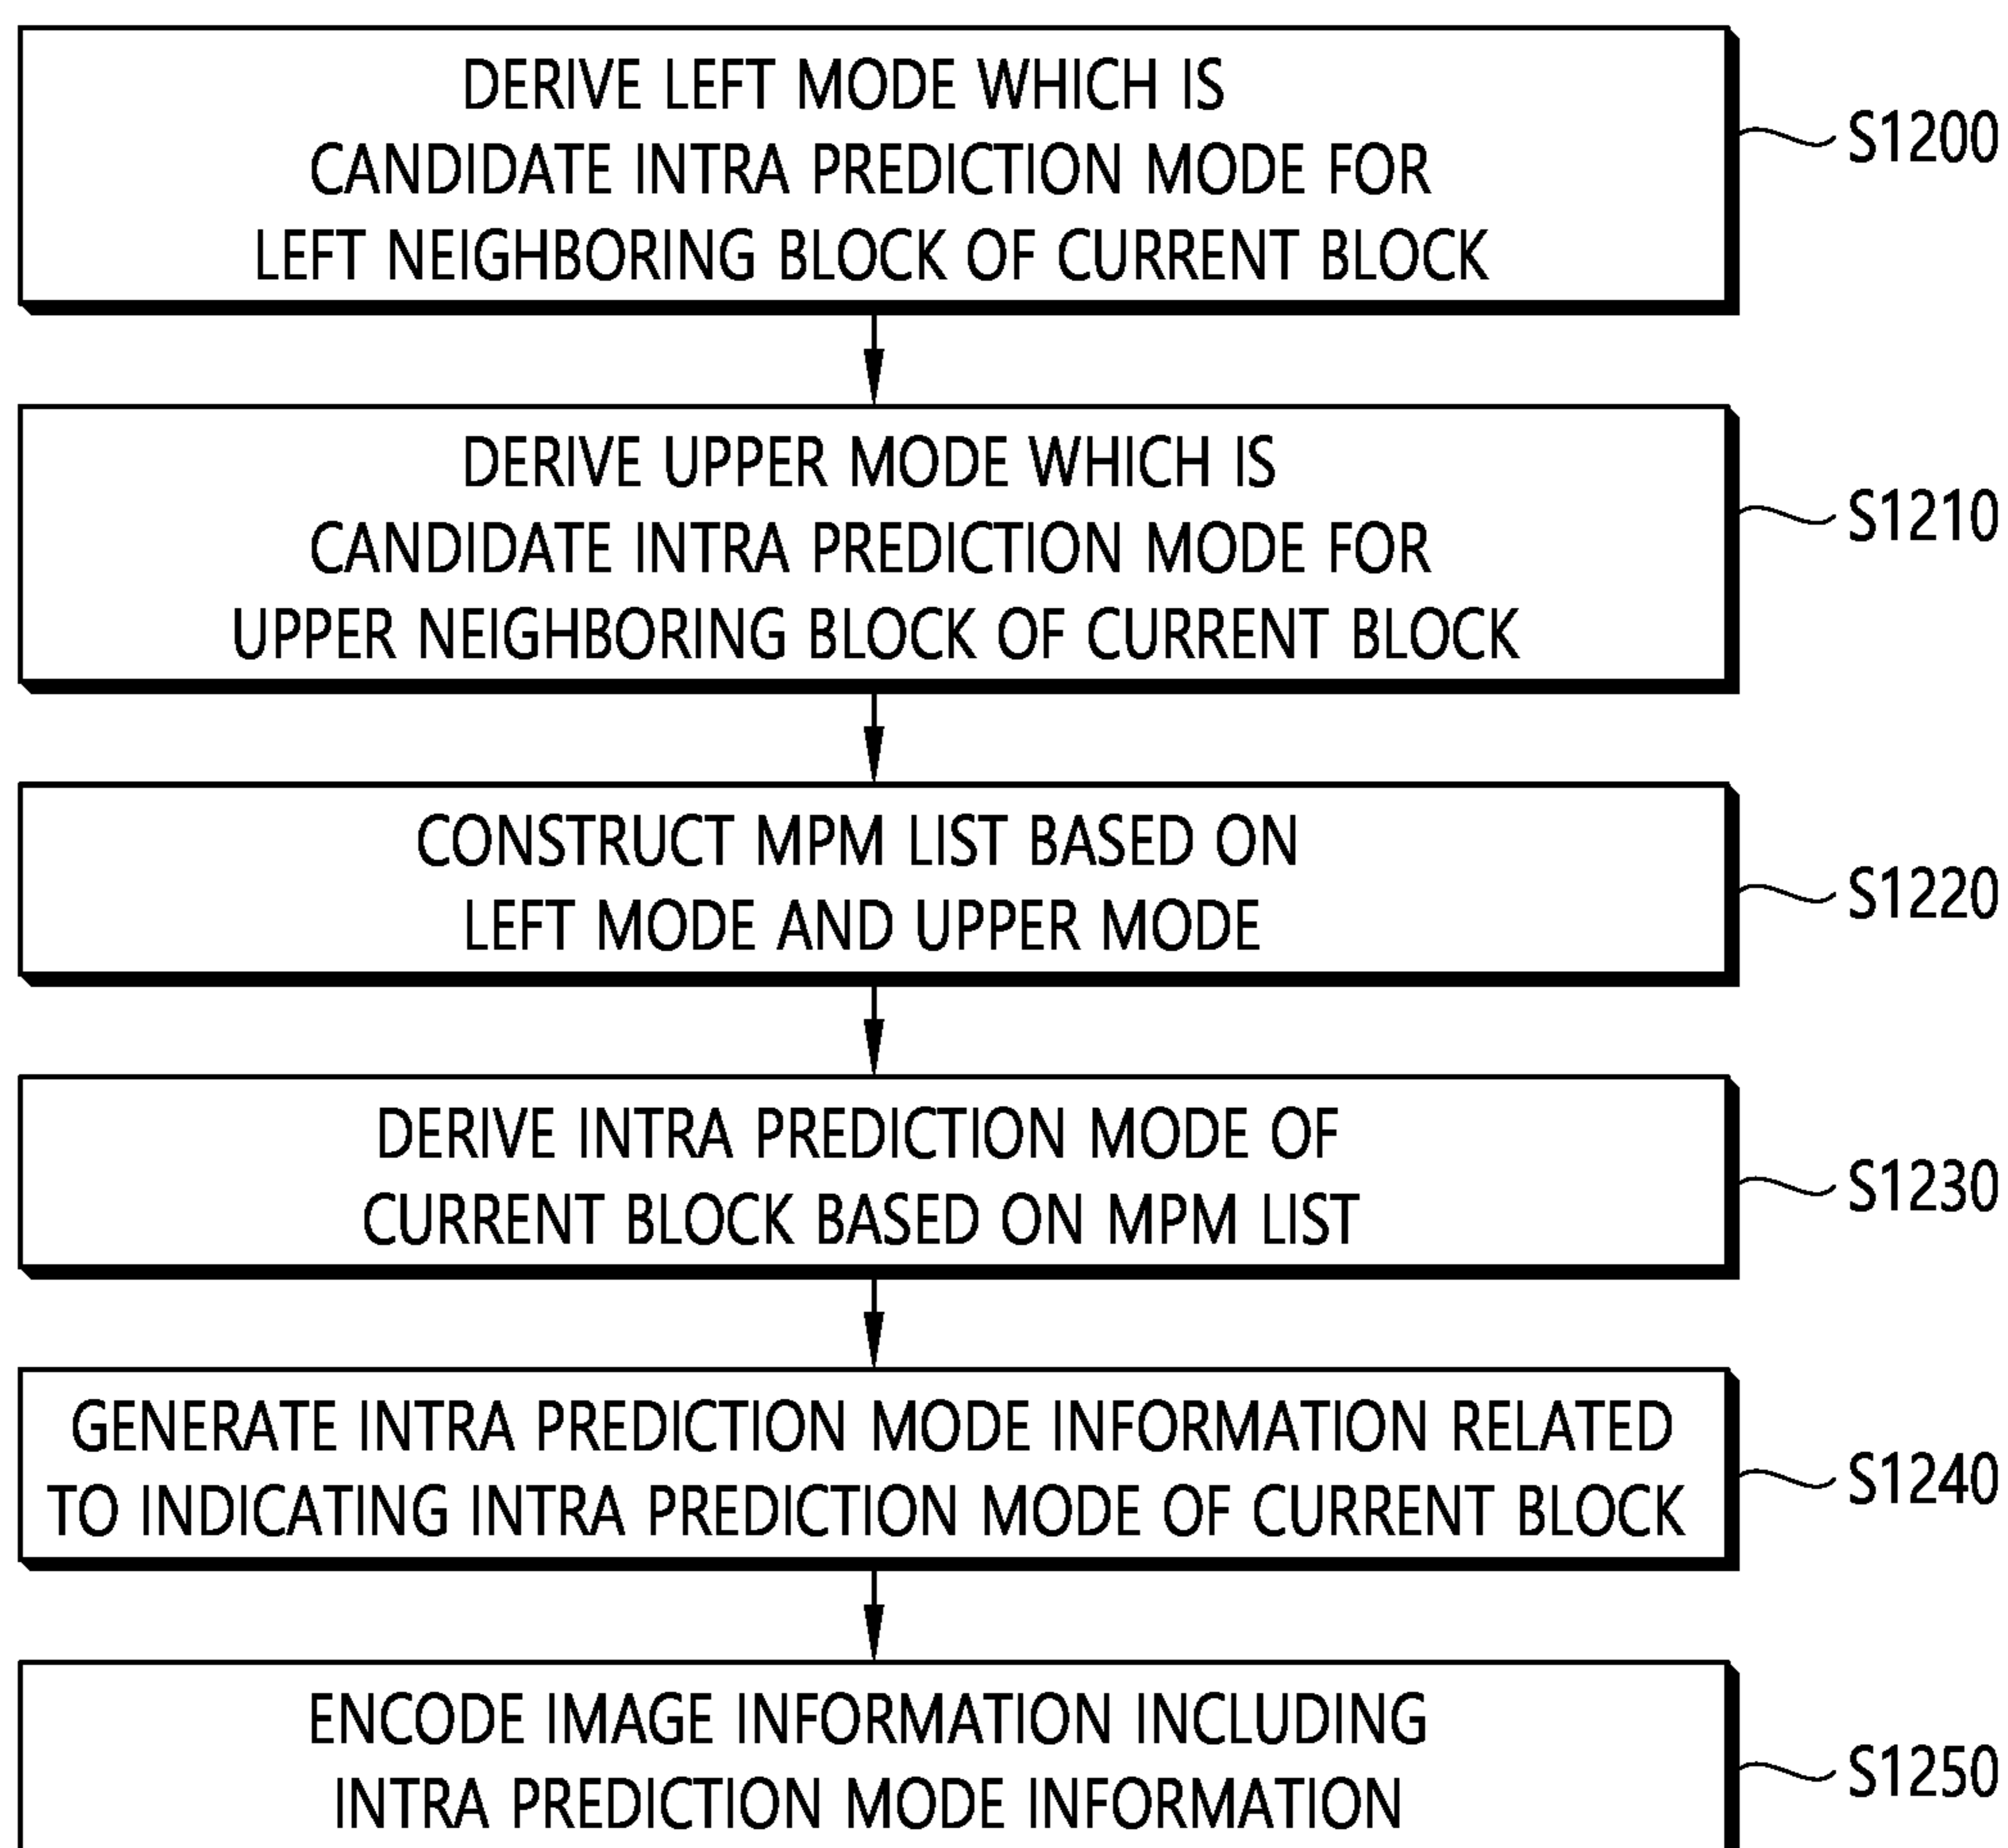 DERIVE LEFT MODE WHICH IS
CANDIDATE INTRA PREDICTION MODE FOR
LEFT NEIGHBORING BLOCK OF CURRENT BLOCK
S1200
DERIVE UPPER MODE WHICH IS
CANDIDATE INTRA PREDICTION MODE FOR
UPPER NEIGHBORING BLOCK OF CURRENT BLOCK
S1210
CONSTRUCT MPM LIST BASED ON
LEFT MODE AND UPPER MODE
S1220
DERIVE INTRA PREDICTION MODE OF
CURRENT BLOCK BASED ON MPM LIST
S1230
GENERATE INTRA PREDICTION MODE INFORMATION RELATED
TO INDICATING INTRA PREDICTION MODE OF CURRENT BLOCK
S1240
ENCODE IMAGE INFORMATION INCLUDING
INTRA PREDICTION MODE INFORMATION
S1250